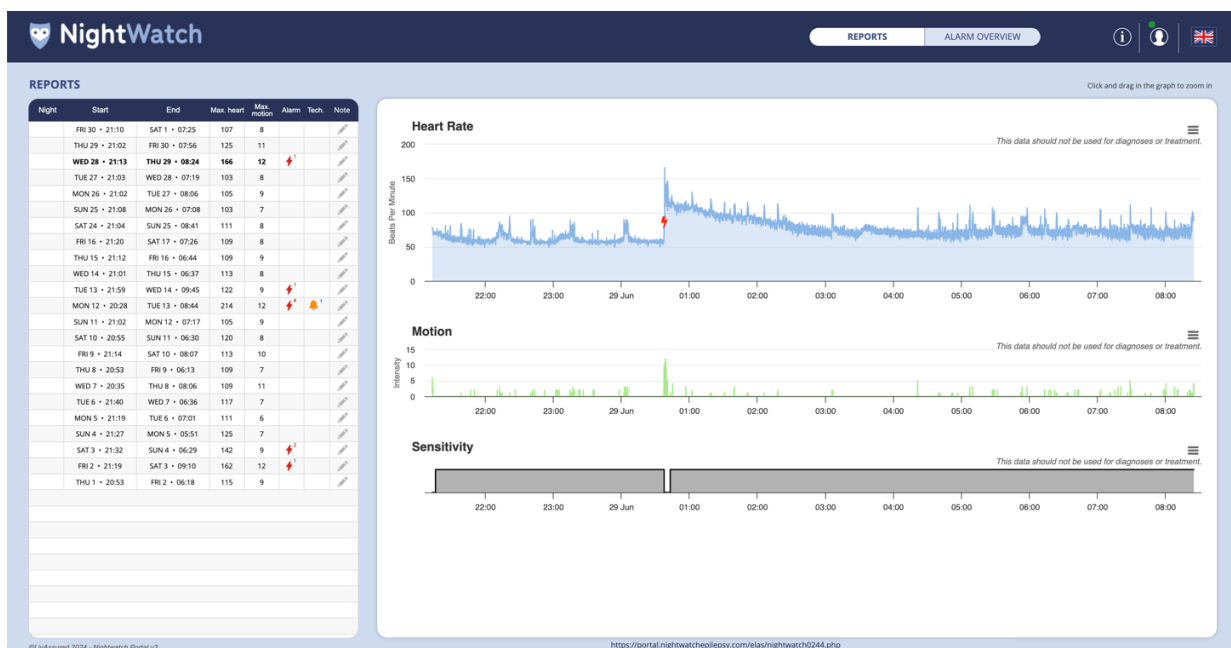 NightWatch
REPORTS ALARM OVERVIEW
REPORTS
Click and drag in the graph to zoom in
Night Start End Max. heart Max. motion Alarm Tech. Note
FRI 30 • 21:10 SAT 1 • 07:25 107 8
THU 29 • 21:02 FRI 30 • 07:56 125 11
WED 28 • 21:13 THU 29 • 08:24 166 12 1
TUE 27 • 21:03 WED 28 • 07:19 103 8
MON 26 • 21:02 TUE 27 • 08:06 105 9
SUN 25 • 21:08 MON 26 • 07:08 103 7
SAT 24 • 21:04 SUN 25 • 08:41 111 8
FRI 16 • 21:20 SAT 17 • 07:26 109 8
THU 15 • 21:12 FRI 16 • 06:44 109 9
WED 14 • 21:01 THU 15 • 06:37 113 8
TUE 13 • 21:59 WED 14 • 09:45 122 9 1
MON 12 • 20:28 TUE 13 • 08:44 214 12 4 1
SUN 11 • 21:02 MON 12 • 07:17 105 9
SAT 10 • 20:55 SUN 11 • 06:30 120 8
FRI 9 • 21:14 SAT 10 • 08:07 113 10
THU 8 • 20:53 FRI 9 • 06:13 109 7
WED 7 • 20:35 THU 8 • 08:06 109 11
TUE 6 • 21:40 WED 7 • 06:36 117 7
MON 5 • 21:19 TUE 6 • 07:01 111 6
SUN 4 • 21:27 MON 5 • 05:51 125 7
SAT 3 • 21:32 SUN 4 • 06:29 142 9 2
FRI 2 • 21:19 SAT 3 • 09:10 162 12 1
THU 1 • 20:53 FRI 2 • 06:18 115 9
Heart Rate
This data should not be used for diagnoses or treatment.
Beats Per Minute
200
150
100
50
0
22:00 23:00 29 Jun 01:00 02:00 03:00 04:00 05:00 06:00 07:00 08:00
Motion
This data should not be used for diagnoses or treatment.
Intensity
15
10
5
0
22:00 23:00 29 Jun 01:00 02:00 03:00 04:00 05:00 06:00 07:00 08:00
Sensitivity
This data should not be used for diagnoses or treatment.
22:00 23:00 29 Jun 01:00 02:00 03:00 04:00 05:00 06:00 07:00 08:00
©LivAssured 2024 - Nightwatch Portal v3
https://portal.nightwatchepilepsy.com/elas/nightwatch0244.php